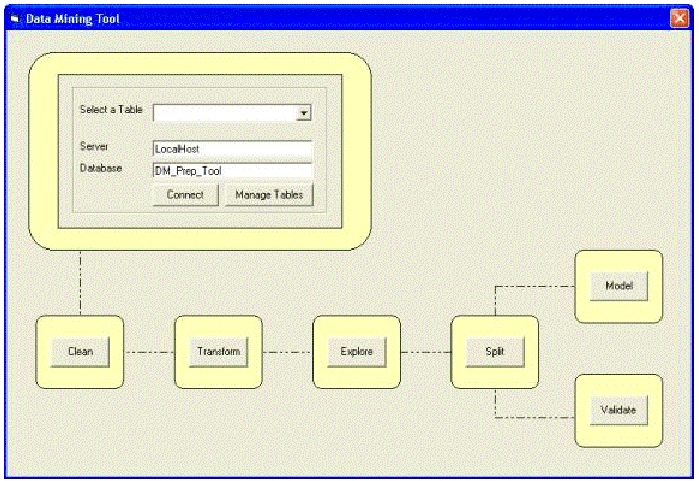 Data Mining Tool
Select a Table
Server LocalHost
Database DM_Prep_Tool
Connect Manage Tables
Model
Clean Transform Explore Split
Validate